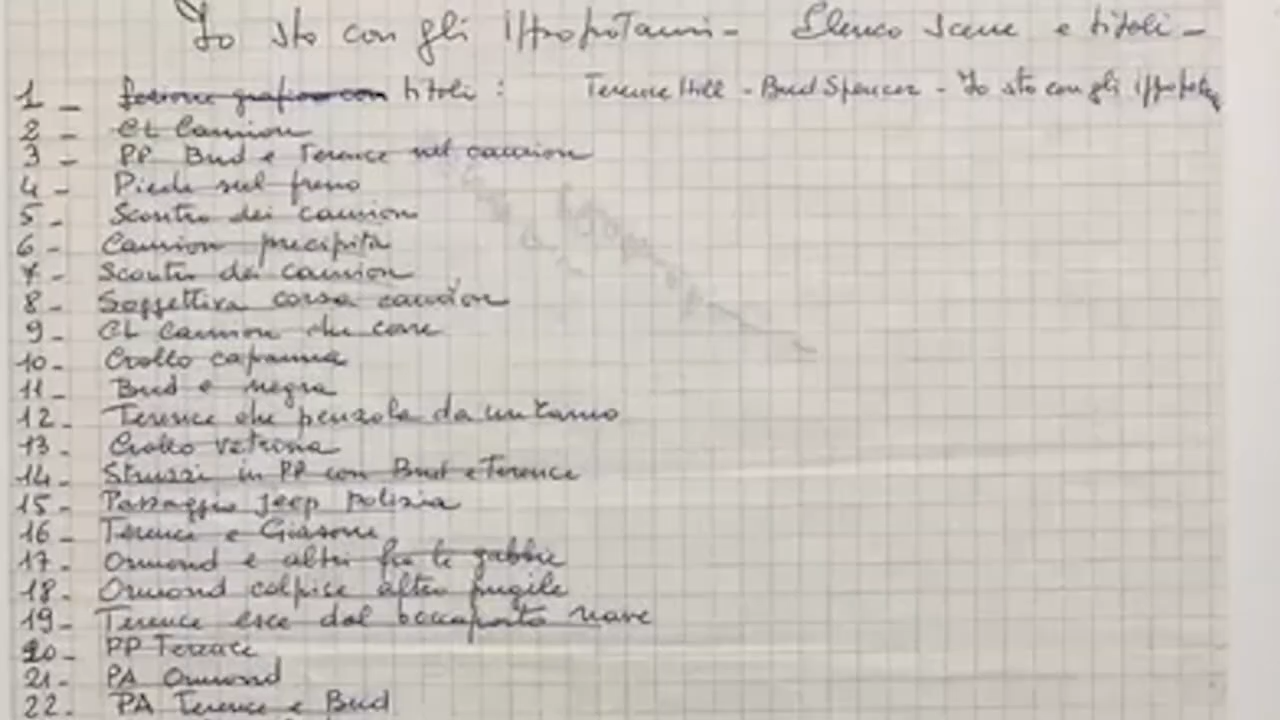 Io sto con gli ippopotami - Elenco scene e titoli -
1 - titoli : Terence Hill - Bud Spencer - Io sto con gli ippopotami
2 - CL Camion
3 - PP Bud e Terence nel camion
4 - Piede sul freno
5 - Scontro dei camion
6 - Camion precipita
7 - Scontro dei camion
8 - Soggettiva corsa camion
9 - CL Camion che corre
10 - Crollo capanna
11 - Bud e negra
12 - Terence che penzola da un ramo
13 - Crollo vetrina
14 - Struzzi in PP con Bud e Terence
15 - Passaggio jeep polizia
16 - Terence e Giasone
17 - Ormond e altri fra le gabbie
18 - Ormond colpisce altro pugile
19 - Terence esce dal boccaporto nave
20 - PP Terence
21 - PA Ormond
22 - PA Terence e Bud